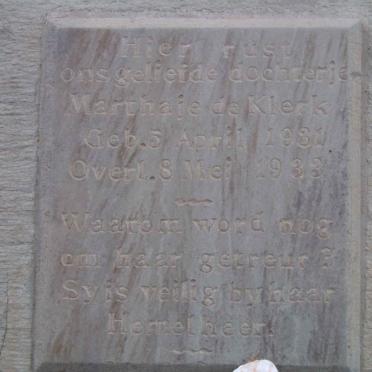 Hier rust
ons geliefde dochterjie
Marthaje de Klerk
Geb. 5 April 1931
Overl. 8 Mei 1933
Waarom word nog
om haar getreur?
Sy is veilig by haar
Hemelheer.